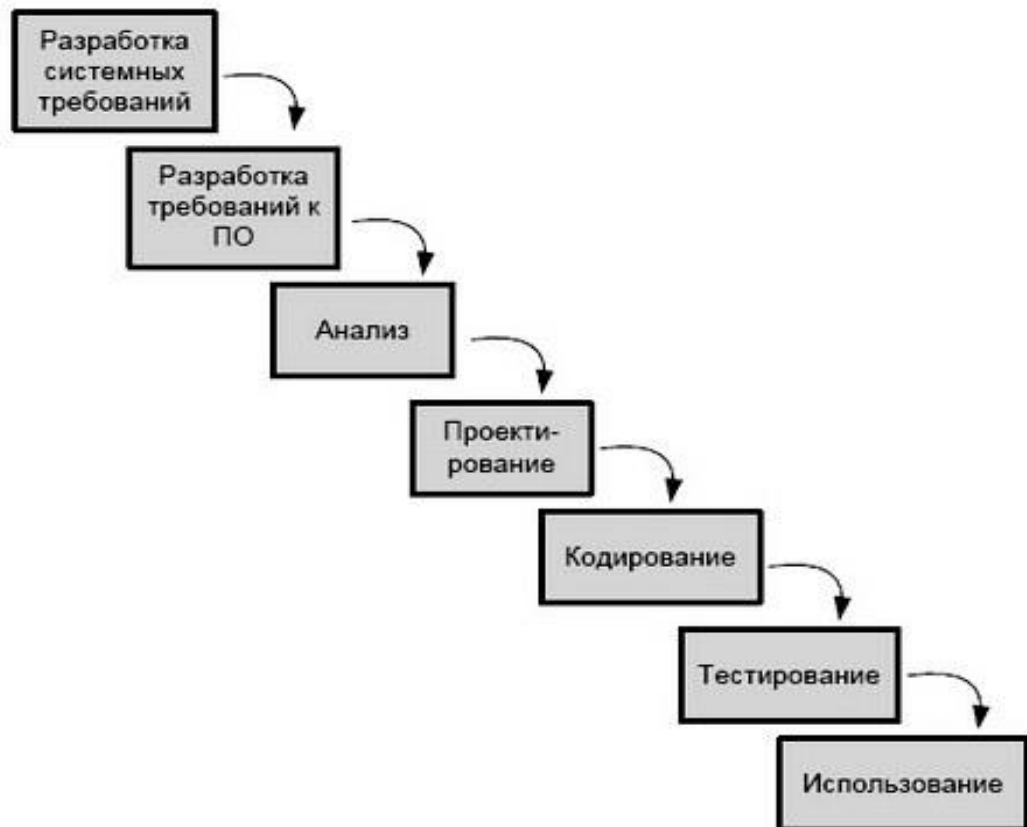 Разработка
системных
требований
Разработка
требований к
ПО
Анализ
Проекти-
рование
Кодирование
Тестирование
Использование